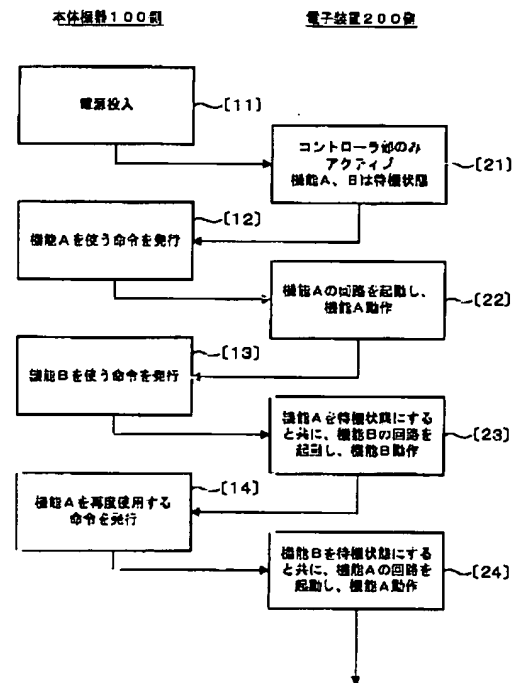 本体機器100側
電子装置200側
電源投入
[11]
コントローラ部のみ
アクティブ
機能A、Bは待機状態
[21]
[12]
機能Aを使う命令を発行
機能Aの回路を起動し、
機能A動作
[22]
[13]
機能Bを使う命令を発行
機能Aを待機状態にする
と共に、機能Bの回路を
起動し、機能B動作
[23]
[14]
機能Aを再度使用する
命令を発行
機能Bを待機状態にする
と共に、機能Aの回路を
起動し、機能A動作
[24]